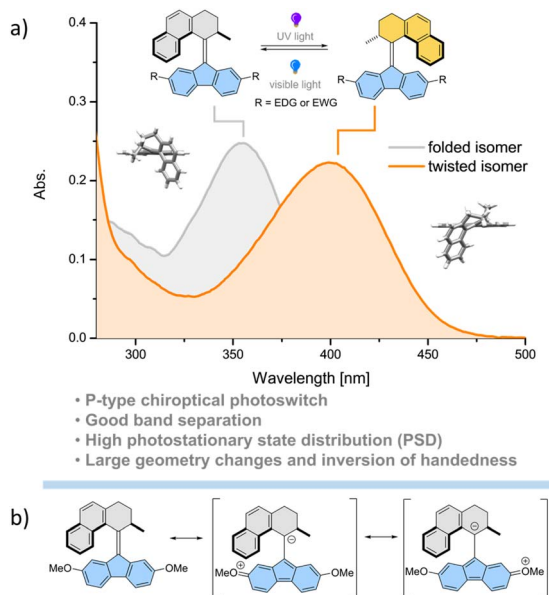 a)
0.4
0.3
0.2
0.1
0.0
Abs.
UV light
visible light
R = EDG or EWG
R
R
R
R
folded isomer
twisted isomer
300
350
400
450
500
Wavelength [nm]
• P-type chiroptical photoswitch
• Good band separation
• High photostationary state distribution (PSD)
• Large geometry changes and inversion of handedness
b)
MeO
OMe
⊖
⊕
MeO
OMe
⊖
⊕
MeO
OMe